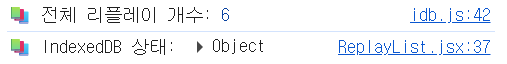 전체 리플레이 개수: 6 idb.js:42
IndexedDB 상태: ▶ Object ReplayList.jsx:37